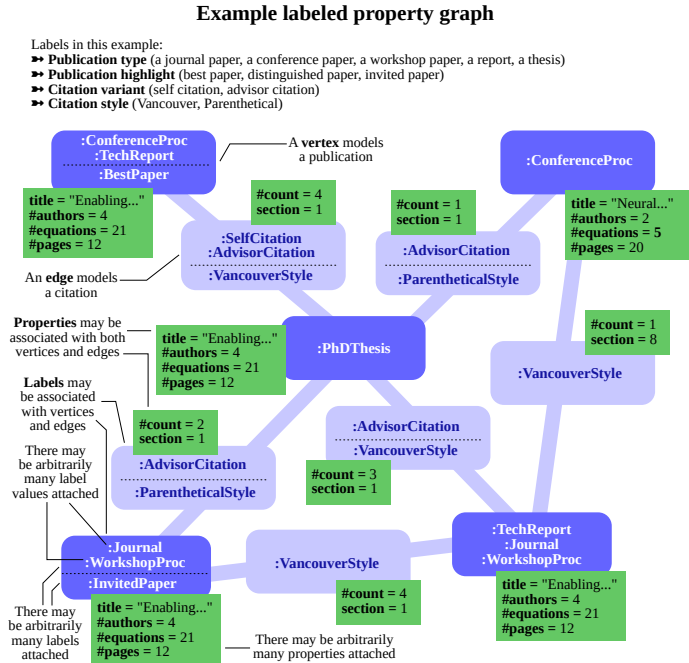 Example labeled property graph
Labels in this example:
➽ Publication type (a journal paper, a conference paper, a workshop paper, a report, a thesis)
➽ Publication highlight (best paper, distinguished paper, invited paper)
➽ Citation variant (self citation, advisor citation)
➽ Citation style (Vancouver, Parenthetical)
:ConferenceProc
:TechReport
:BestPaper
A vertex models
a publication
:ConferenceProc
title = "Enabling..."
#authors = 4
#equations = 21
#pages = 12
#count = 4
section = 1
#count = 1
section = 1
title = "Neural..."
#authors = 2
#equations = 5
#pages = 20
:SelfCitation
:AdvisorCitation
:VancouverStyle
:AdvisorCitation
:ParentheticalStyle
An edge models
a citation
Properties may be
associated with both
vertices and edges
title = "Enabling..."
#authors = 4
#equations = 21
#pages = 12
:PhDThesis
#count = 1
section = 8
:VancouverStyle
Labels may
be associated
with vertices
and edges
#count = 2
section = 1
:AdvisorCitation
:ParentheticalStyle
:AdvisorCitation
:VancouverStyle
#count = 3
section = 1
There may
be arbitrarily
many label
values attached
:Journal
:WorkshopProc
:InvitedPaper
:VancouverStyle
#count = 4
section = 1
:TechReport
:Journal
:WorkshopProc
title = "Enabling..."
#authors = 4
#equations = 21
#pages = 12
There may
be arbitrarily
many labels
attached
title = "Enabling..."
#authors = 4
#equations = 21
#pages = 12
There may be arbitrarily
many properties attached